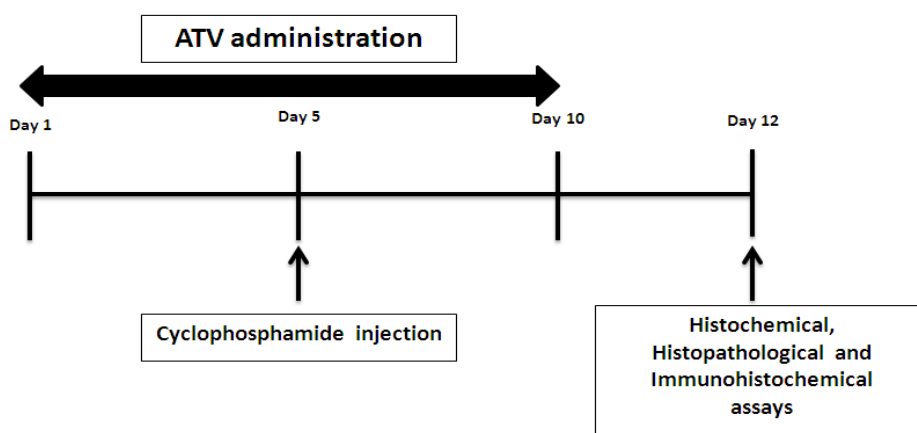 ATV administration
Day 1
Day 5
Day 10
Day 12
Cyclophosphamide injection
Histochemical,
Histopathological and
Immunohistochemical
assays